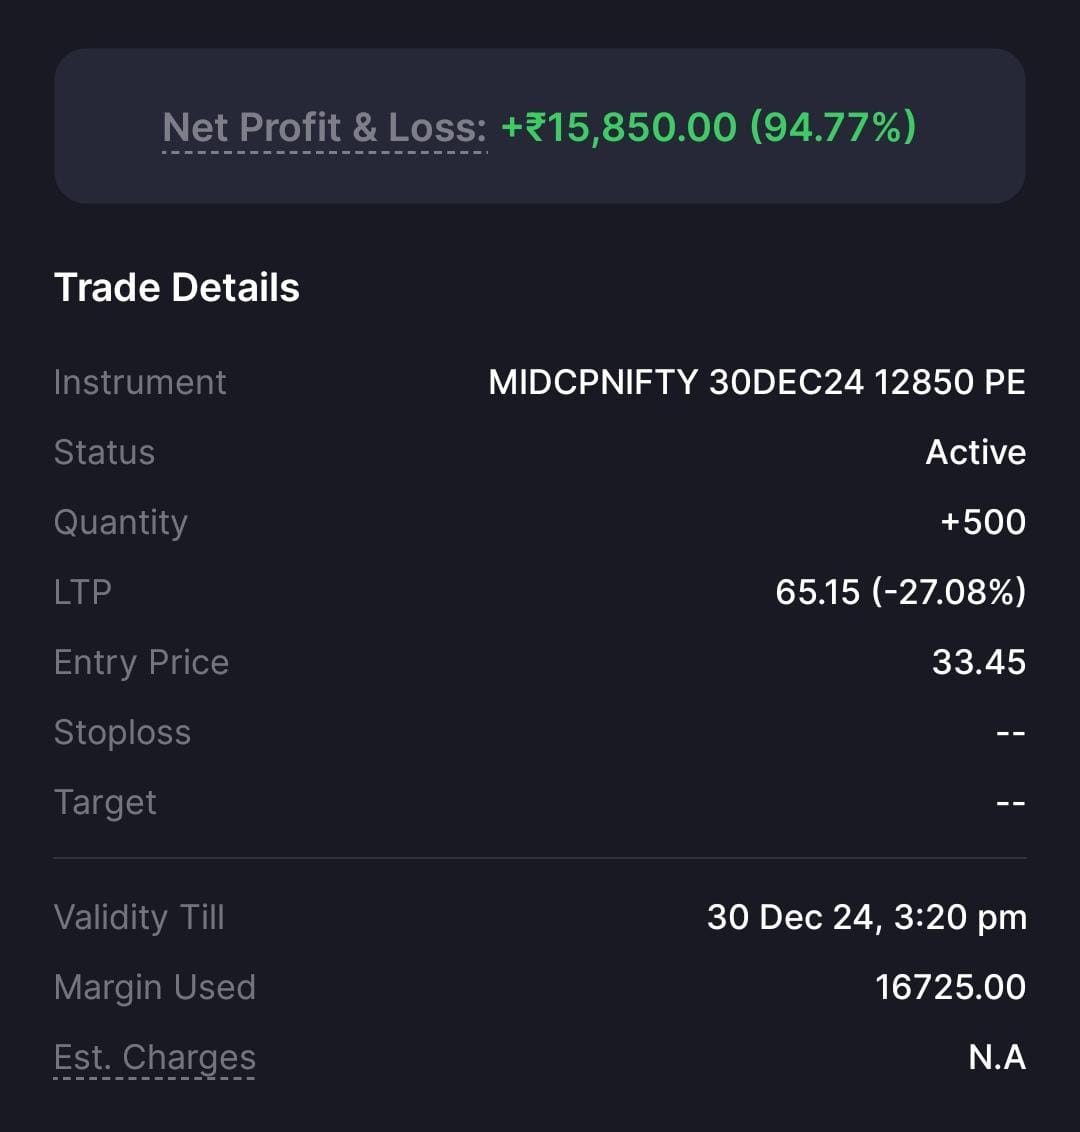 Net Profit & Loss: +₹15,850.00 (94.77%)
Trade Details
Instrument MIDCPNIFTY 30DEC24 12850 PE
Status Active
Quantity +500
LTP 65.15 (-27.08%)
Entry Price 33.45
Stoploss --
Target --
Validity Till 30 Dec 24, 3:20 pm
Margin Used 16725.00
Est. Charges N.A